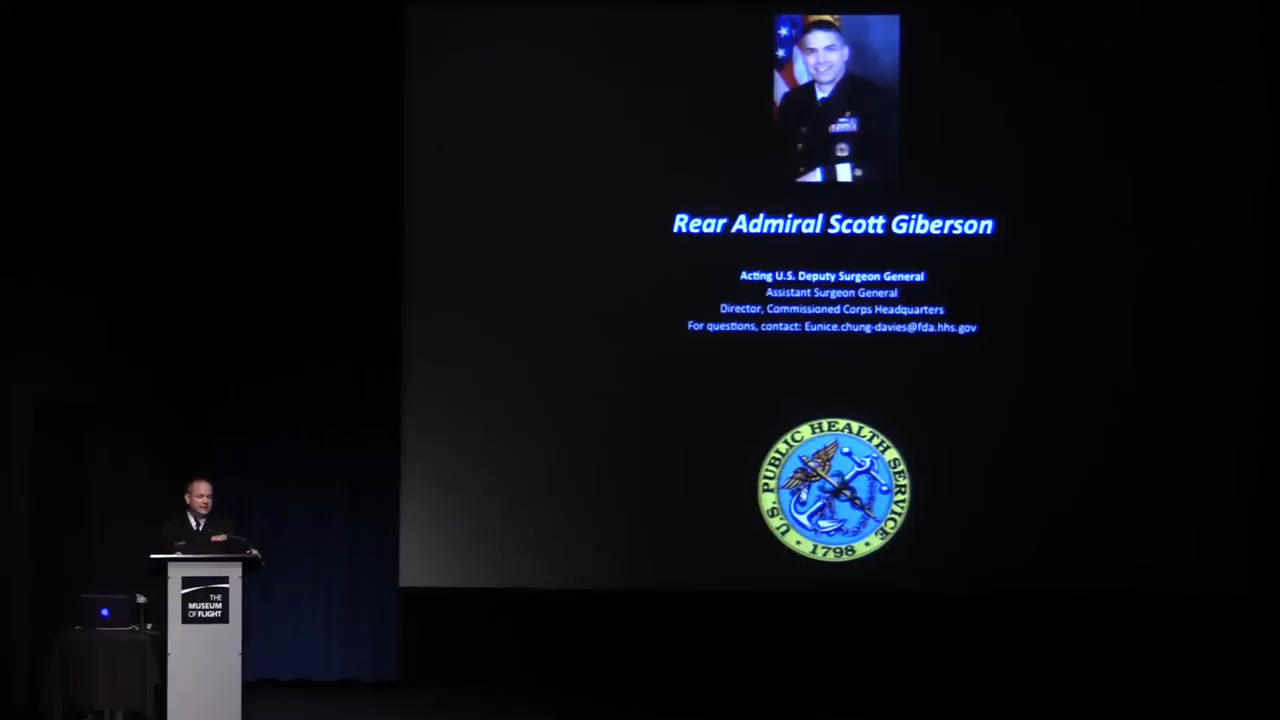 Rear Admiral Scott Giberson
Acting U.S. Deputy Surgeon General
Assistant Surgeon General
Director, Commissioned Corps Headquarters
For questions, contact: Eunice.chung-davies@fda.hhs.gov
U.S. PUBLIC HEALTH SERVICE
• 1798 •
THE
MUSEUM
OF FLIGHT